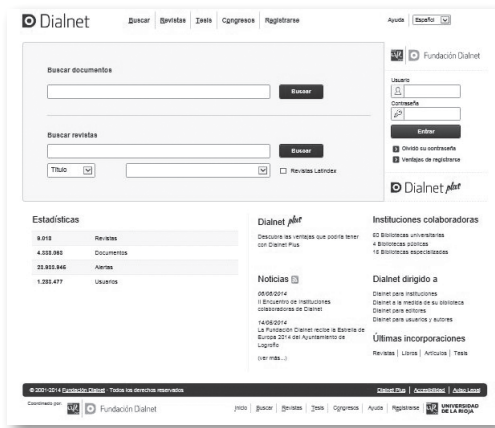 Dialnet
Buscar Revistas Tesis Congresos Registrarse
Ayuda Español
Fundación Dialnet
Buscar documentos
Buscar
Buscar revistas
Buscar
Título
Revistas Latindex
Usuario
Contraseña
Entrar
Olvidó su contraseña
Ventajas de registrarse
Dialnet plus
Estadísticas
9.018 Revistas
4.338.063 Documentos
Alertas
1.280.477 Usuarios
Dialnet plus
Descubra las ventajas que podría tener
con Dialnet Plus
Noticias
06/08/2014
II Encuentro de instituciones
colaboradoras de Dialnet
14/05/2014
La Fundación Dialnet recibe la Estrella de
Europa 2014 del Ayuntamiento de
Logroño
(ver más...)
Instituciones colaboradoras
60 Bibliotecas universitarias
4 Bibliotecas públicas
18 Bibliotecas especializadas
Dialnet dirigido a
Dialnet para instituciones
Dialnet a la medida de su biblioteca
Dialnet para editores
Dialnet para usuarios y autores
Últimas incorporaciones
Revistas | Libros | Artículos | Tesis
© 2001-2014 Fundación Dialnet · Todos los derechos reservados
Dialnet Plus | Accesibilidad | Aviso Legal
Coordinado por:
Fundación Dialnet
Inicio | Buscar | Revistas | Tesis | Congresos | Ayuda | Registrarse
UNIVERSIDAD
DE LA RIOJA